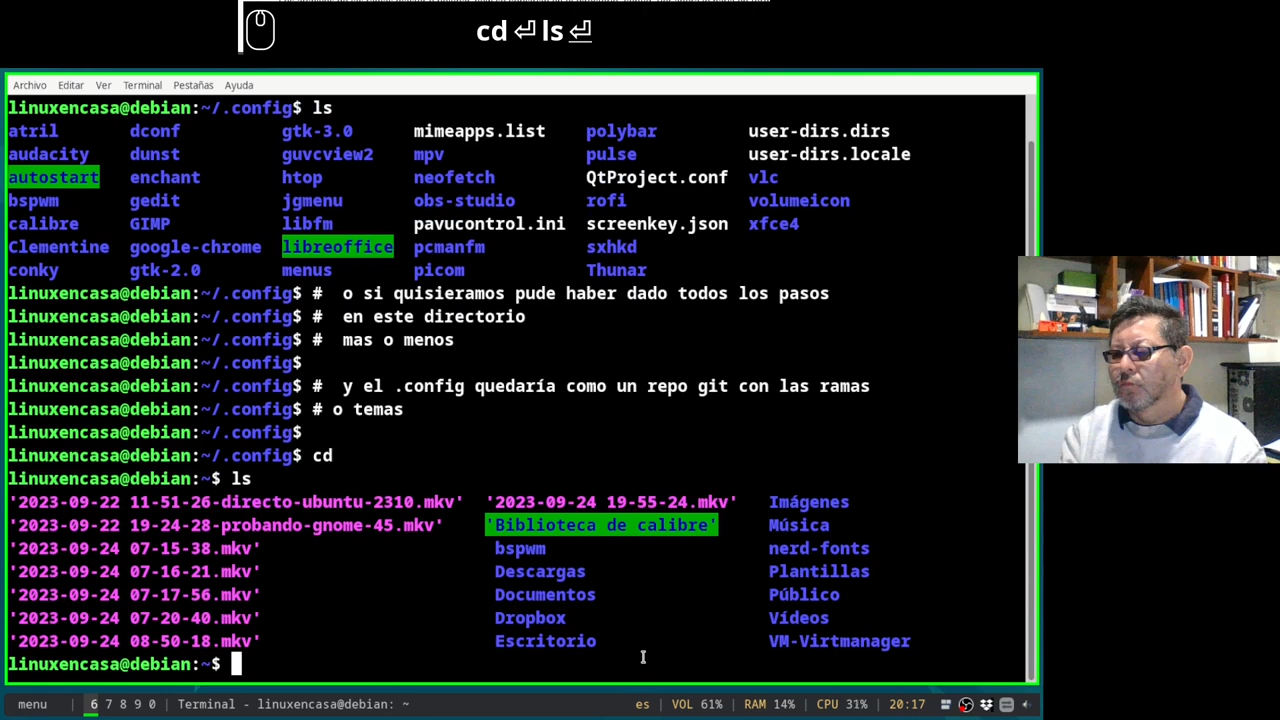 cd ⏎ ls ⏎
Archivo Editar Ver Terminal Pestañas Ayuda
linuxencasa@debian:~/.config$ ls
atril dconf gtk-3.0 mimeapps.list polybar user-dirs.dirs
audacity dunst guvcview2 mpv pulse user-dirs.locale
autostart enchant htop neofetch QtProject.conf vlc
bspwm gedit jgmenu obs-studio rofi volumeicon
calibre GIMP libfm pavucontrol.ini screenkey.json xfce4
Clementine google-chrome libreoffice pcmanfm sxhkd
conky gtk-2.0 menus picom Thunar
linuxencasa@debian:~/.config$ # o si quisieramos pude haber dado todos los pasos
linuxencasa@debian:~/.config$ # en este directorio
linuxencasa@debian:~/.config$ # mas o menos
linuxencasa@debian:~/.config$
linuxencasa@debian:~/.config$ # y el .config quedaría como un repo git con las ramas
linuxencasa@debian:~/.config$ # o temas
linuxencasa@debian:~/.config$
linuxencasa@debian:~/.config$ cd
linuxencasa@debian:~$ ls
'2023-09-22 11-51-26-directo-ubuntu-2310.mkv' '2023-09-24 19-55-24.mkv' Imágenes
'2023-09-22 19-24-28-probando-gnome-45.mkv' 'Biblioteca de calibre' Música
'2023-09-24 07-15-38.mkv' bspwm nerd-fonts
'2023-09-24 07-16-21.mkv' Descargas Plantillas
'2023-09-24 07-17-56.mkv' Documentos Público
'2023-09-24 07-20-40.mkv' Dropbox Vídeos
'2023-09-24 08-50-18.mkv' Escritorio VM-Virtmanager
linuxencasa@debian:~$
menu | 6 7 8 9 0 | Terminal - linuxencasa@debian: ~ es | VOL 61% | RAM 14% | CPU 31% | 20:17